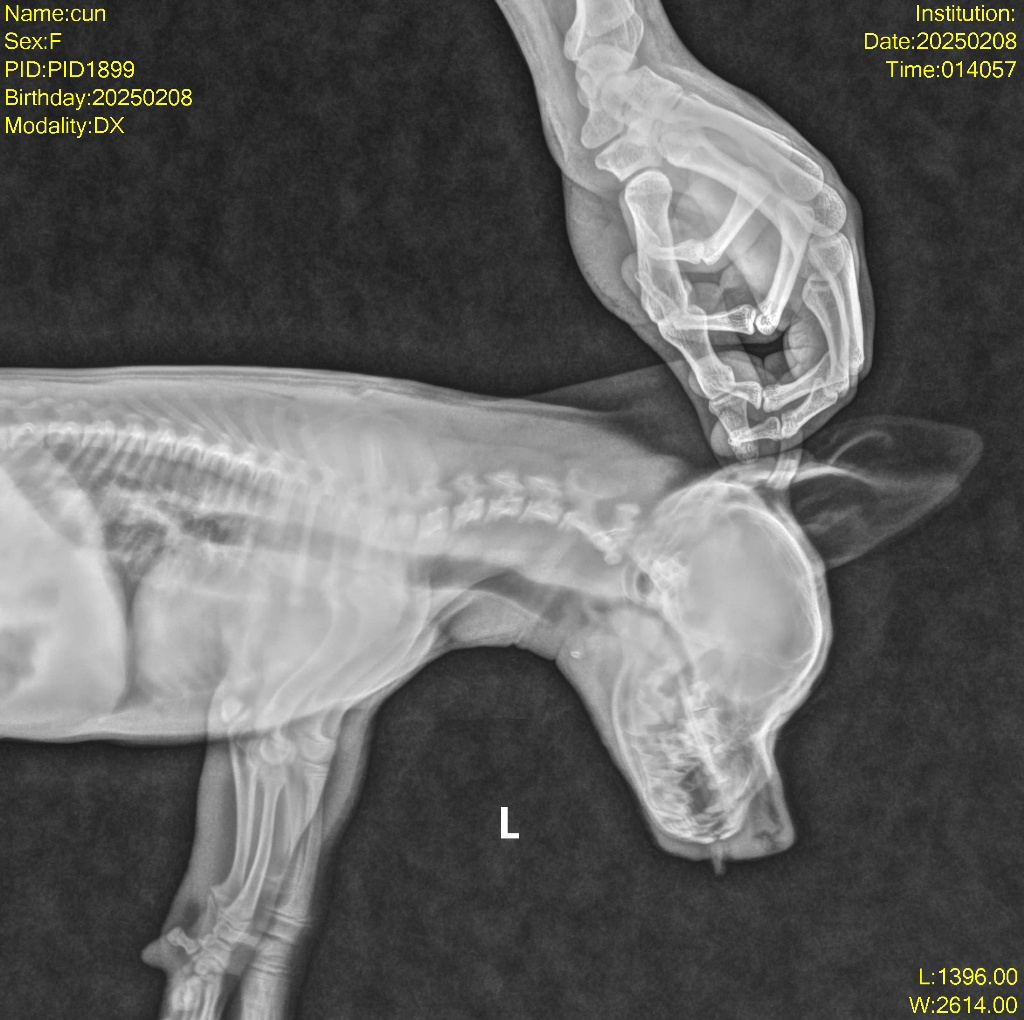 Name:cun
Sex:F
PID:PID1899
Birthday:20250208
Modality:DX
Institution:
Date:20250208
Time:014057
L
L:1396.00
W:2614.00